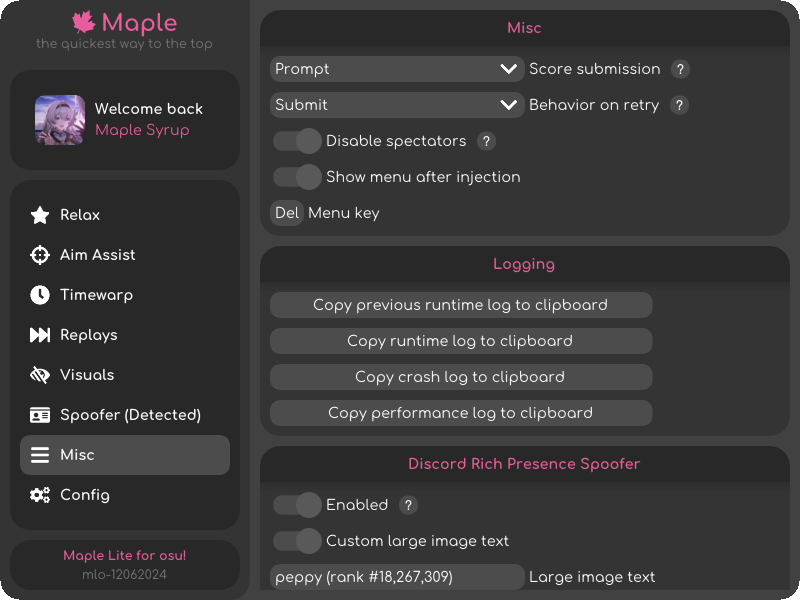 Maple
the quickest way to the top
Welcome back
Maple Syrup
Relax
Aim Assist
Timewarp
Replays
Visuals
Spoofer (Detected)
Misc
Config
Maple Lite for osu!
mlo-12062024
Misc
Prompt Score submission ?
Submit Behavior on retry ?
Disable spectators ?
Show menu after injection
Del Menu key
Logging
Copy previous runtime log to clipboard
Copy runtime log to clipboard
Copy crash log to clipboard
Copy performance log to clipboard
Discord Rich Presence Spoofer
Enabled ?
Custom large image text
peppy (rank #18,267,309) Large image text